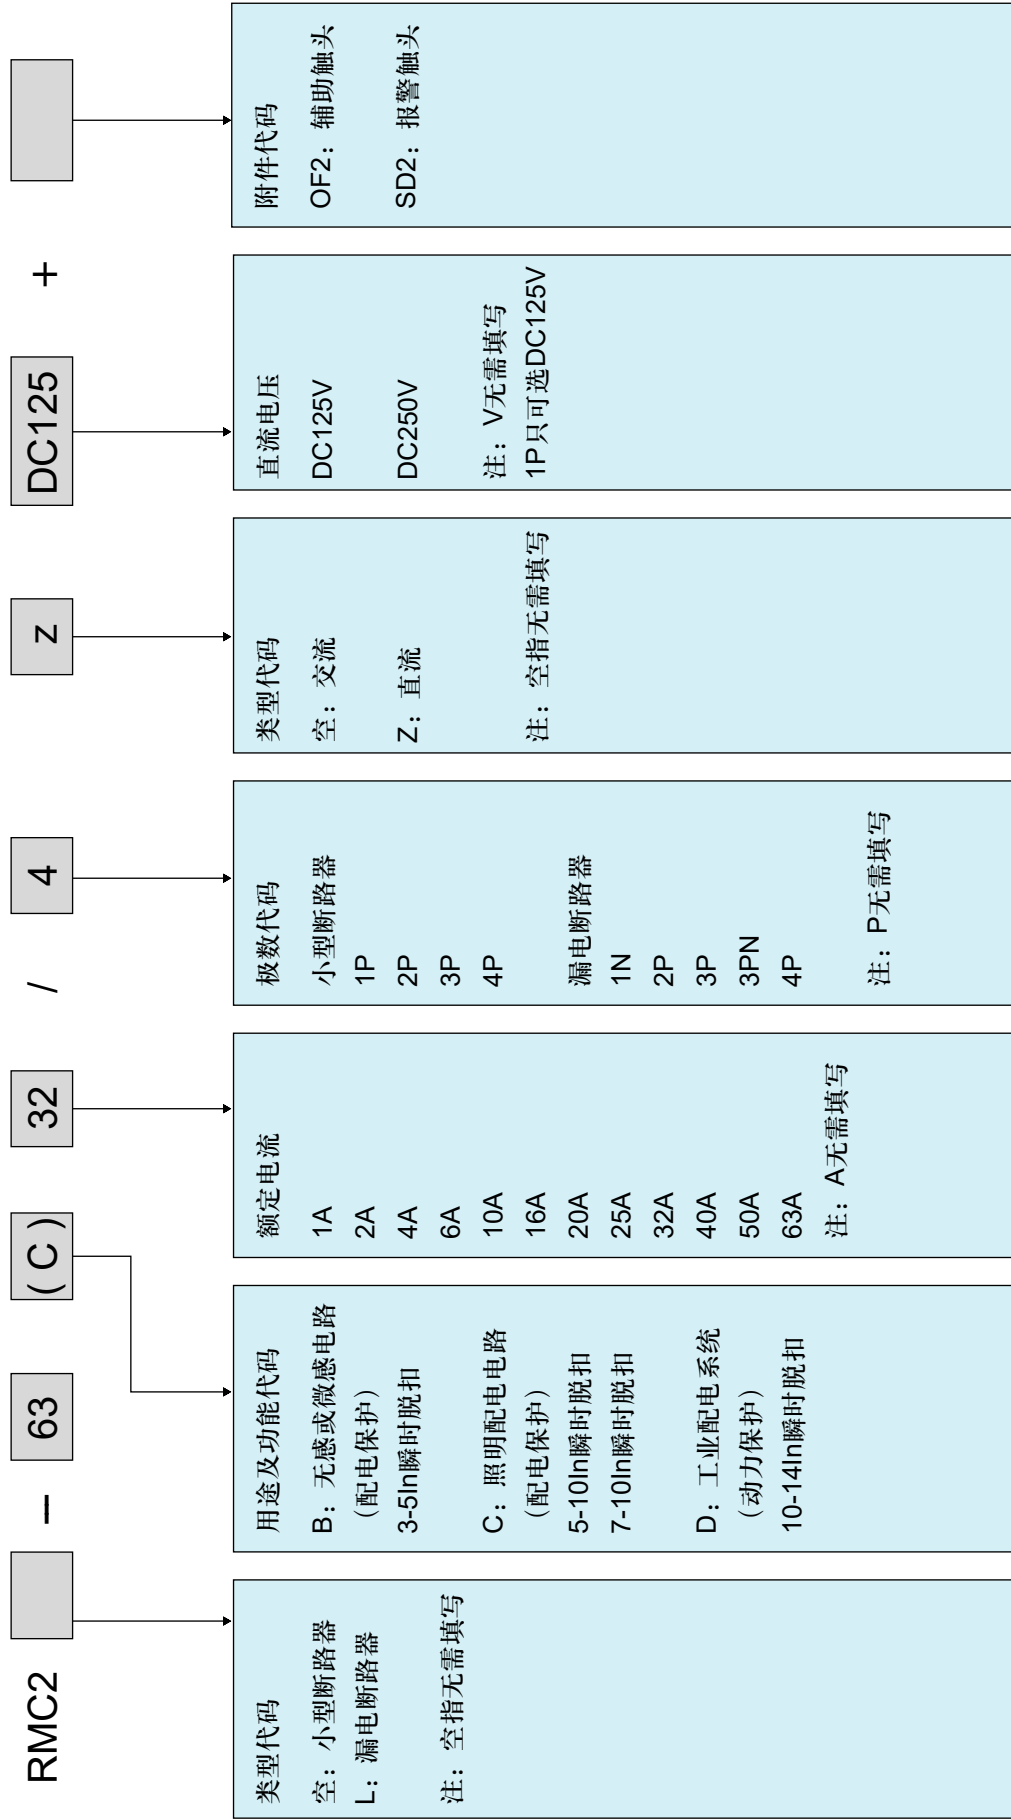 RMC2 — 63 (C) 32 / 4 Z DC125 +
类型代码
空：小型断路器
L：漏电断路器
注：空指无需填写
用途及功能代码
B：无感或微感电路
（配电保护）
3-5In瞬时脱扣
C：照明配电电路
（配电保护）
5-10In瞬时脱扣
7-10In瞬时脱扣
D：工业配电系统
（动力保护）
10-14In瞬时脱扣
额定电流
1A
2A
4A
6A
10A
16A
20A
25A
32A
40A
50A
63A
注：A无需填写
极数代码
小型断路器
1P
2P
3P
4P
漏电断路器
1N
2P
3P
3PN
4P
注：P无需填写
类型代码
空：交流
Z：直流
注：空指无需填写
直流电压
DC125V
DC250V
注：V无需填写
1P只可选DC125V
附件代码
OF2：辅助触头
SD2：报警触头